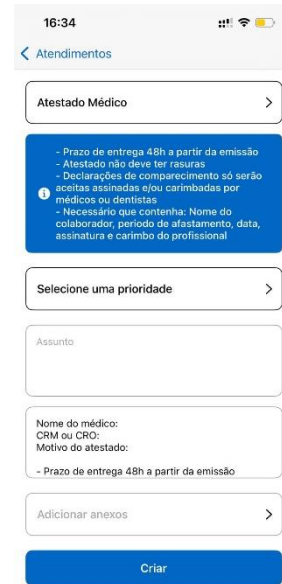 16:34
Atendimentos
Atestado Médico
- Prazo de entrega 48h a partir da emissão
- Atestado não deve ter rasuras
- Declarações de comparecimento só serão
aceitas assinadas e/ou carimbadas por
médicos ou dentistas
- Necessário que contenha: Nome do
colaborador, periodo de afastamento, data,
assinatura e carimbo do profissional
Selecione uma prioridade
Assunto
Nome do médico:
CRM ou CRO:
Motivo do atestado:
- Prazo de entrega 48h a partir da emissão
Adicionar anexos
Criar